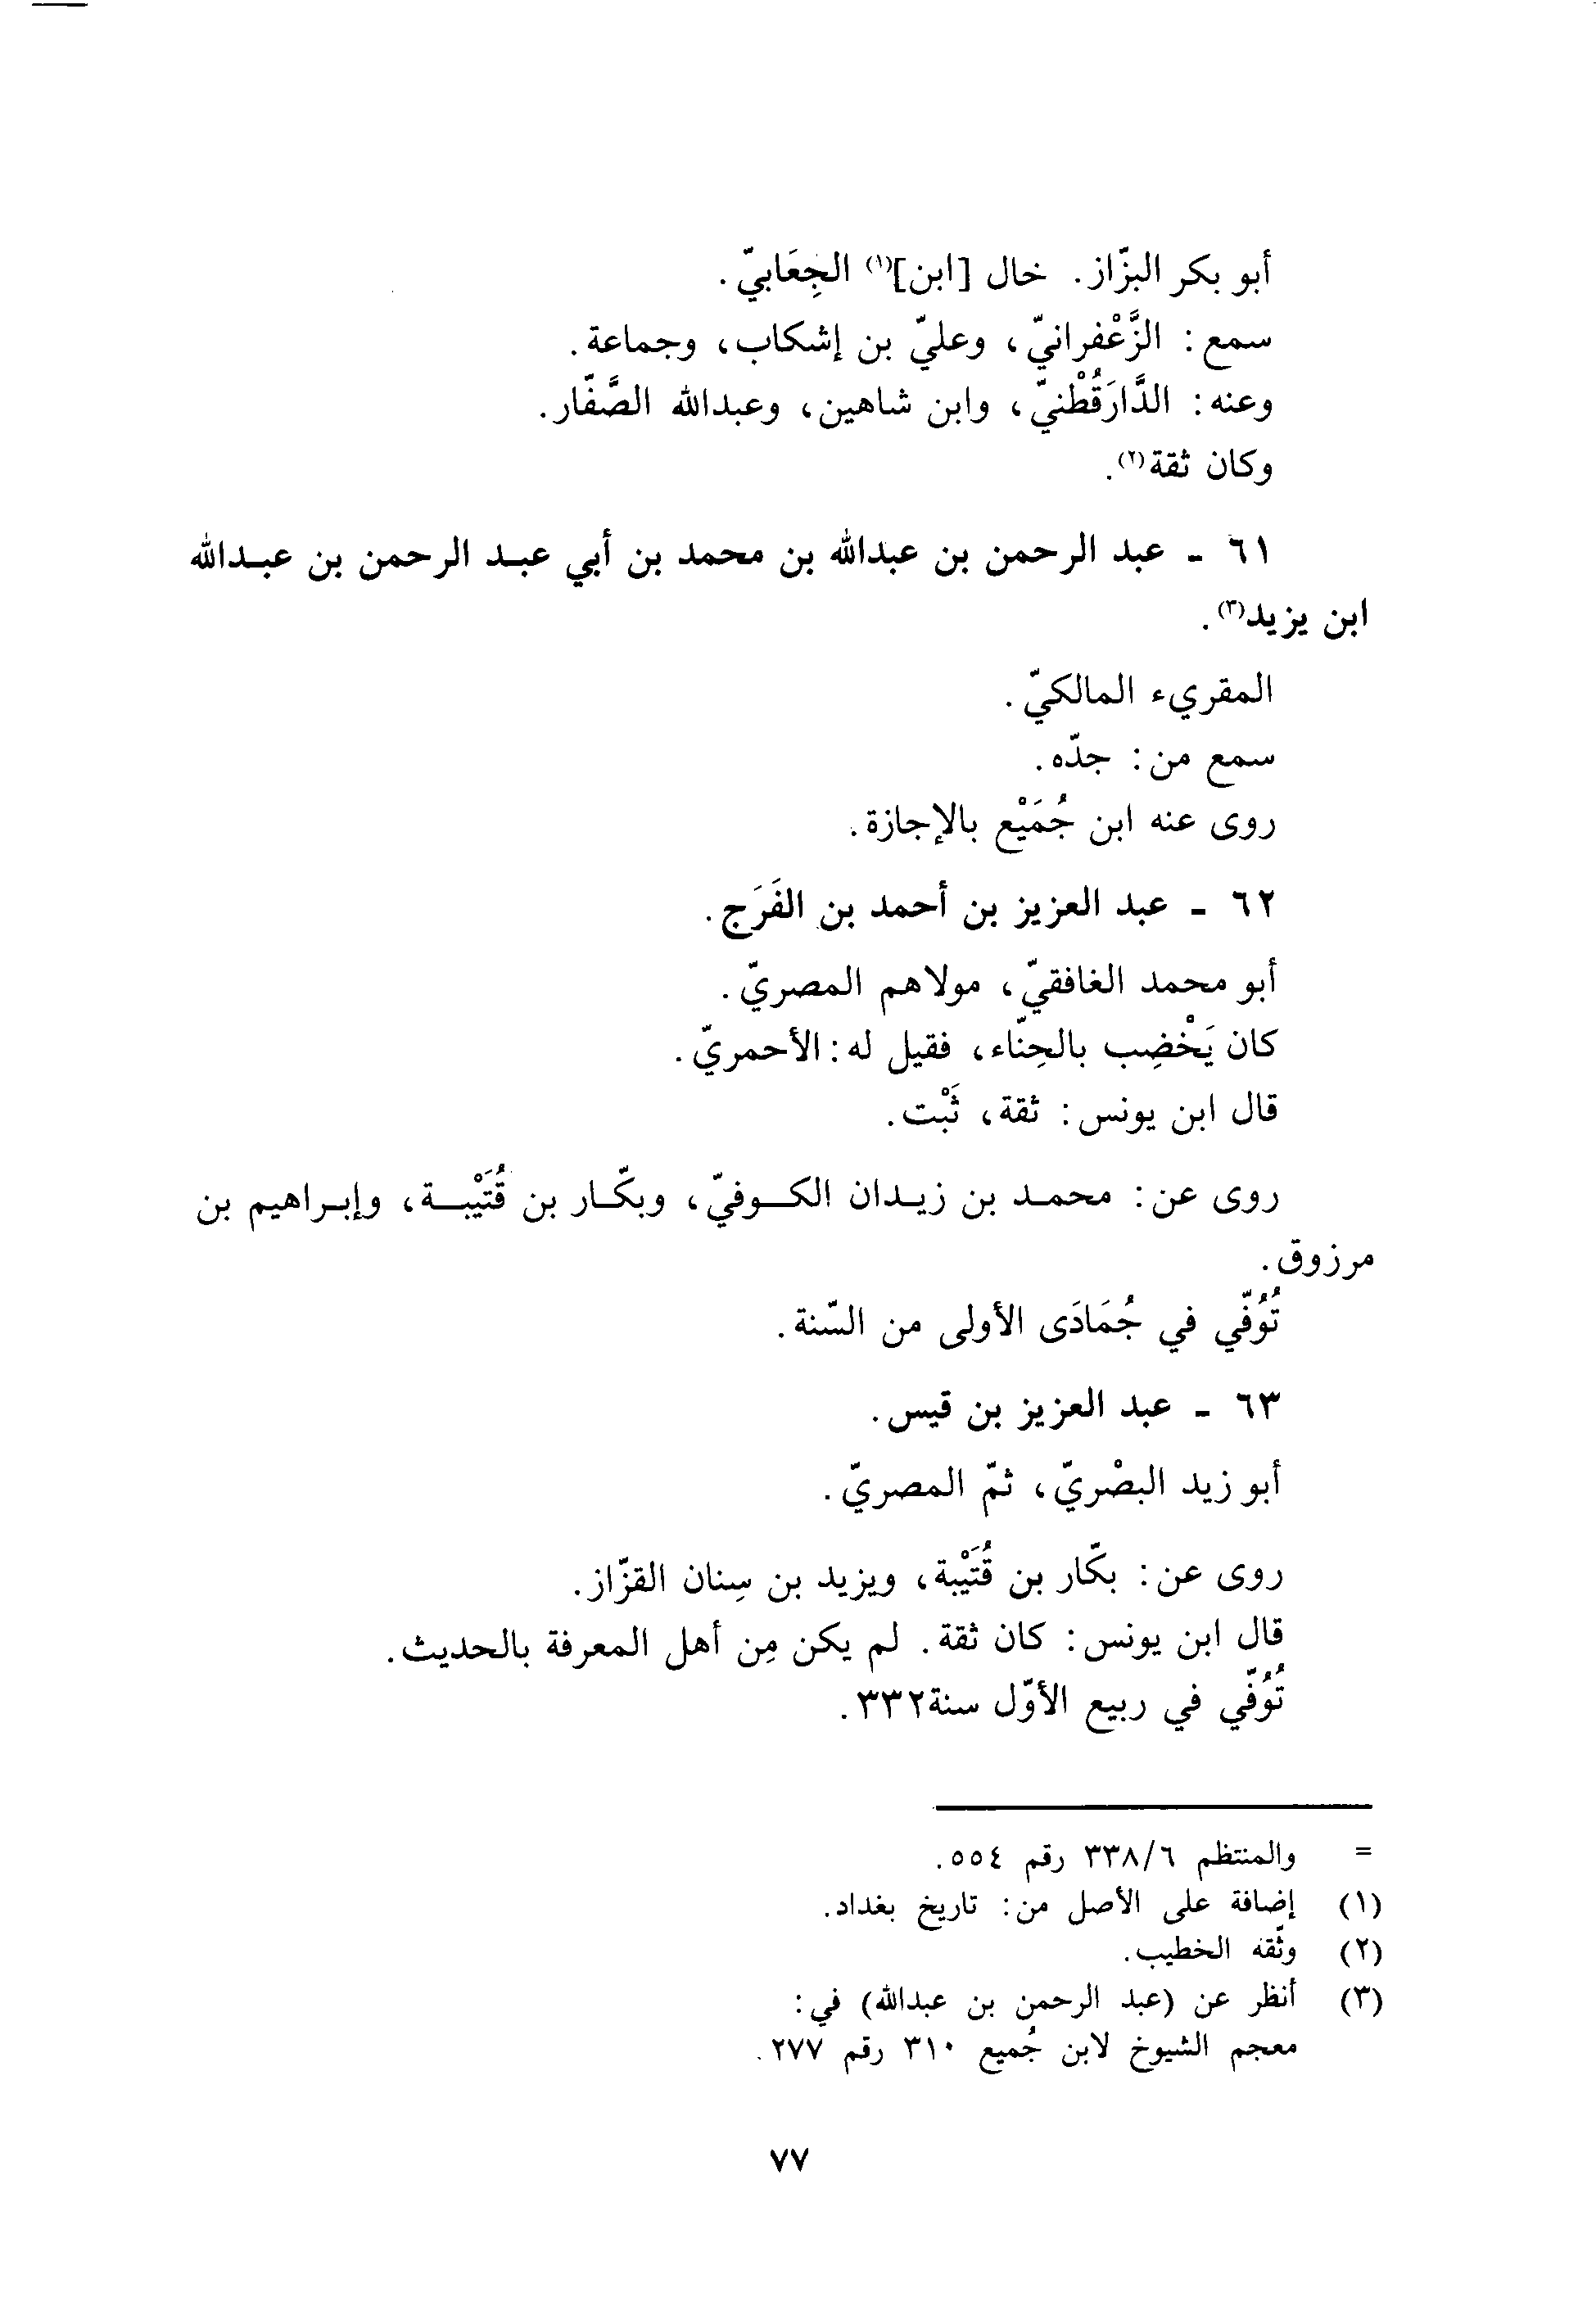 أبو بكر البزّاز. خال [ابن]⁽¹⁾ الجِعَابيّ.
سمع: الزَّعْفرانيّ، وعليّ بن إشكاب، وجماعة.
وعنه: الدَّارَقُطْنيّ، وابن شاهين، وعبدالله الصَّفّار.
وكان ثقة⁽²⁾.
٦١ - عبد الرحمن بن عبدالله بن محمد بن أبي عبد الرحمن بن عبدالله
ابن يزيد⁽³⁾.
المقريء المالكيّ.
سمع من: جدّه.
روى عنه ابن جُمَيْع بالإجازة.
٦٢ - عبد العزيز بن أحمد بن الفَرَج.
أبو محمد الغافقيّ، مولاهم المصريّ.
كان يَخْضِب بالحِنّاء، فقيل له: الأحمريّ.
قال ابن يونس: ثقة، ثَبْت.
روى عن: محمد بن زيدان الكوفيّ، وبكّار بن قُتَيْبة، وإبراهيم بن
مرزوق.
تُوُفّي في جُمَادَى الأولى من السّنة.
٦٣ - عبد العزيز بن قيس.
أبو زيد البصْريّ، ثمّ المصريّ.
روى عن: بكّار بن قُتَيْبة، ويزيد بن سِنان القزّاز.
قال ابن يونس: كان ثقة. لم يكن مِن أهل المعرفة بالحديث.
تُوُفّي في ربيع الأوّل سنة٣٣٢.
= والمنتظم ٣٣٨/٦ رقم ٥٥٤.
(١) إضافة على الأصل من: تاريخ بغداد.
(٢) وثّقه الخطيب.
(٣) أنظر عن (عبد الرحمن بن عبدالله) في:
معجم الشيوخ لابن جُميع ٣١٠ رقم ٢٧٧.
٧٧